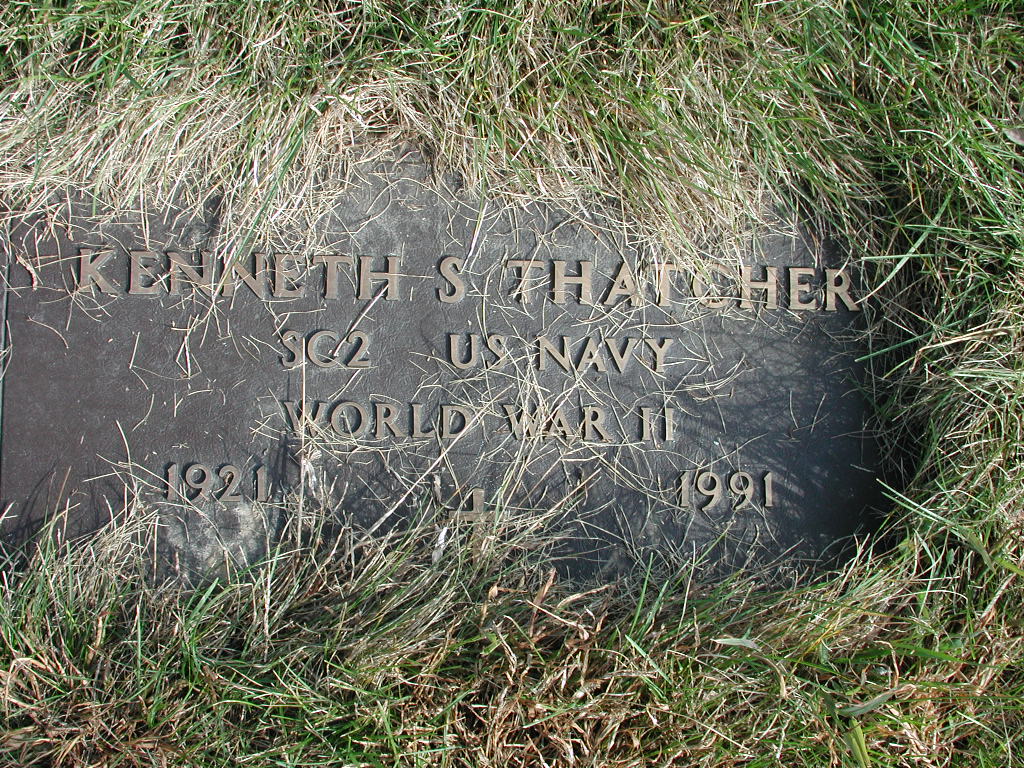 KENNETH S THATCHER
SC2 US NAVY
WORLD WAR II
1921 1991